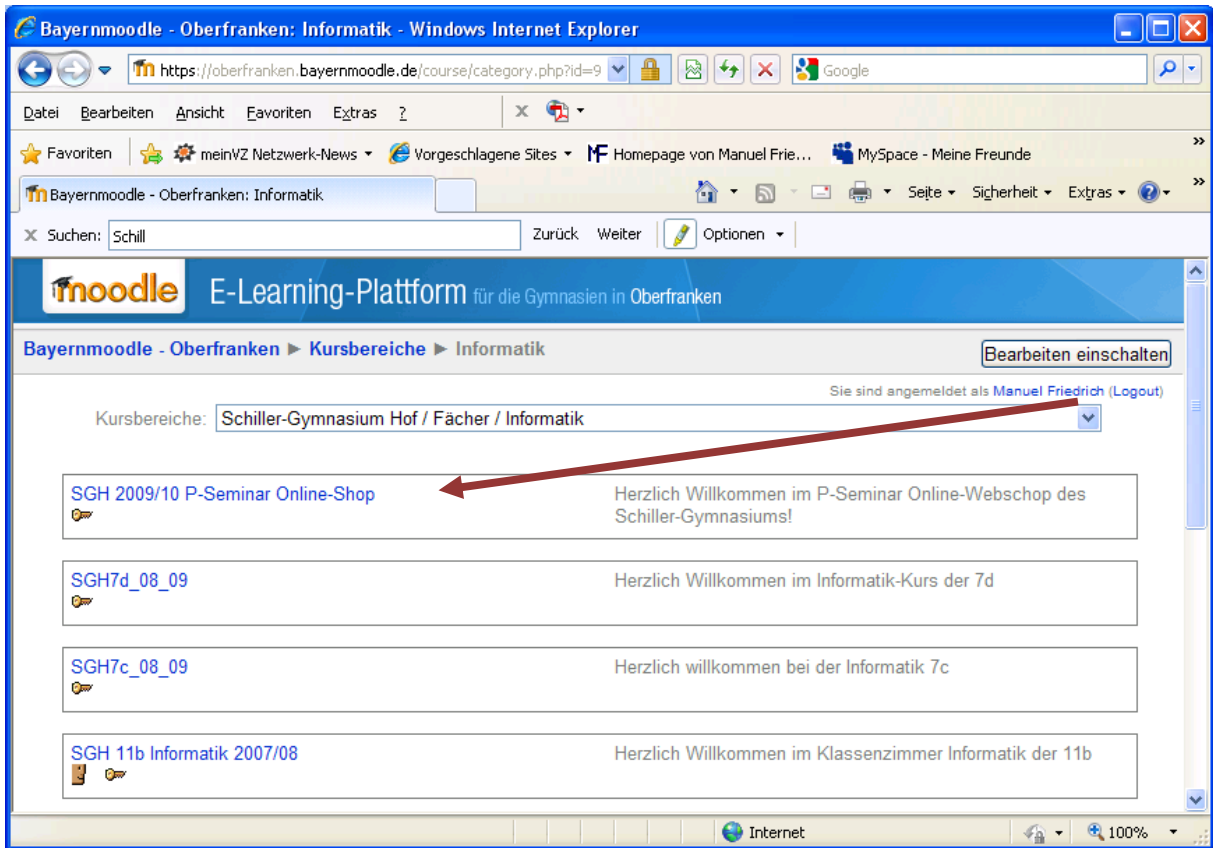 Bayernmoodle - Oberfranken: Informatik - Windows Internet Explorer
https://oberfranken.bayernmoodle.de/course/category.php?id=9 Google
Datei Bearbeiten Ansicht Favoriten Extras ?
Favoriten meinVZ Netzwerk-News Vorgeschlagene Sites Homepage von Manuel Frie... MySpace - Meine Freunde
Bayernmoodle - Oberfranken: Informatik Seite Sicherheit Extras
Suchen: Schill Zurück Weiter Optionen
moodle E-Learning-Plattform für die Gymnasien in Oberfranken
Bayernmoodle - Oberfranken ► Kursbereiche ► Informatik Bearbeiten einschalten
Sie sind angemeldet als Manuel Friedrich (Logout)
Kursbereiche: Schiller-Gymnasium Hof / Fächer / Informatik
SGH 2009/10 P-Seminar Online-Shop Herzlich Willkommen im P-Seminar Online-Webschop des
Schiller-Gymnasiums!
SGH7d_08_09 Herzlich Willkommen im Informatik-Kurs der 7d
SGH7c_08_09 Herzlich willkommen bei der Informatik 7c
SGH 11b Informatik 2007/08 Herzlich Willkommen im Klassenzimmer Informatik der 11b
Internet 100%